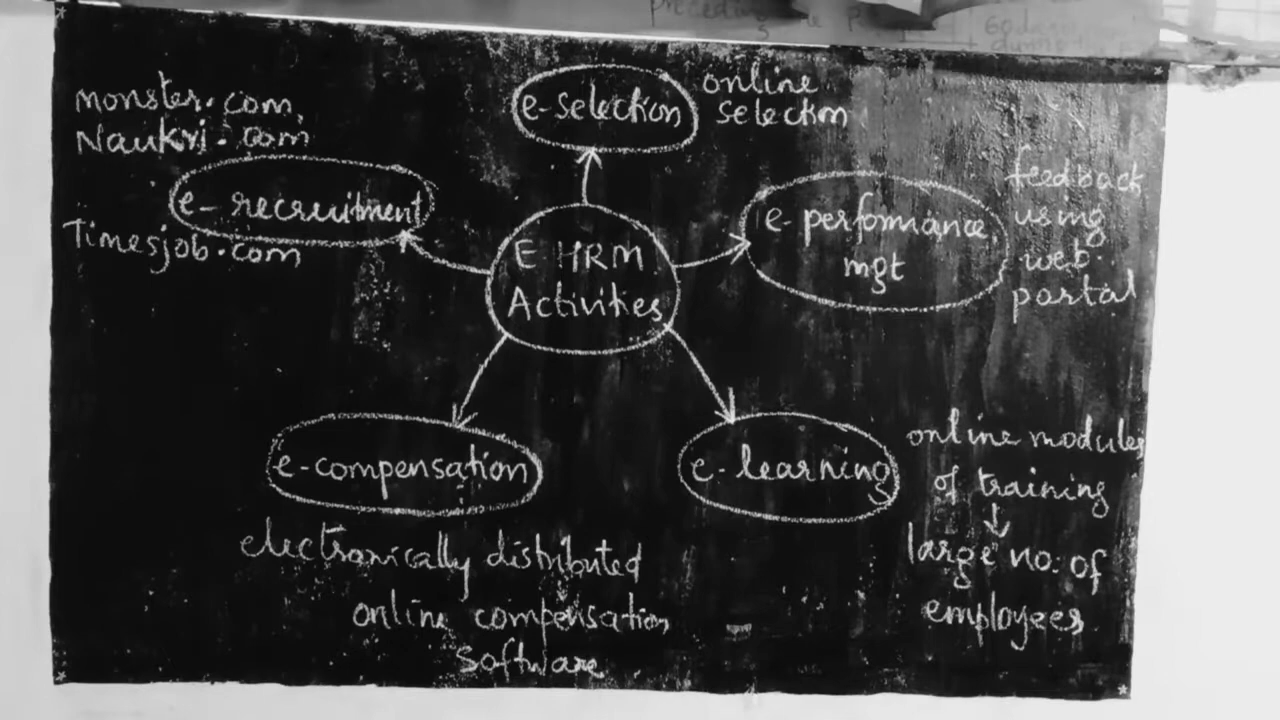 monster.com,
Naukri.com
e-recruitment
Timesjob.com
e-selection
online
selection
E HRM
Activities
e-performance
mgt
feedback
using
web
portal
e-compensation
electronically distributed
online compensation
software
e-learning
online modules
of training
↓
large no. of
employees